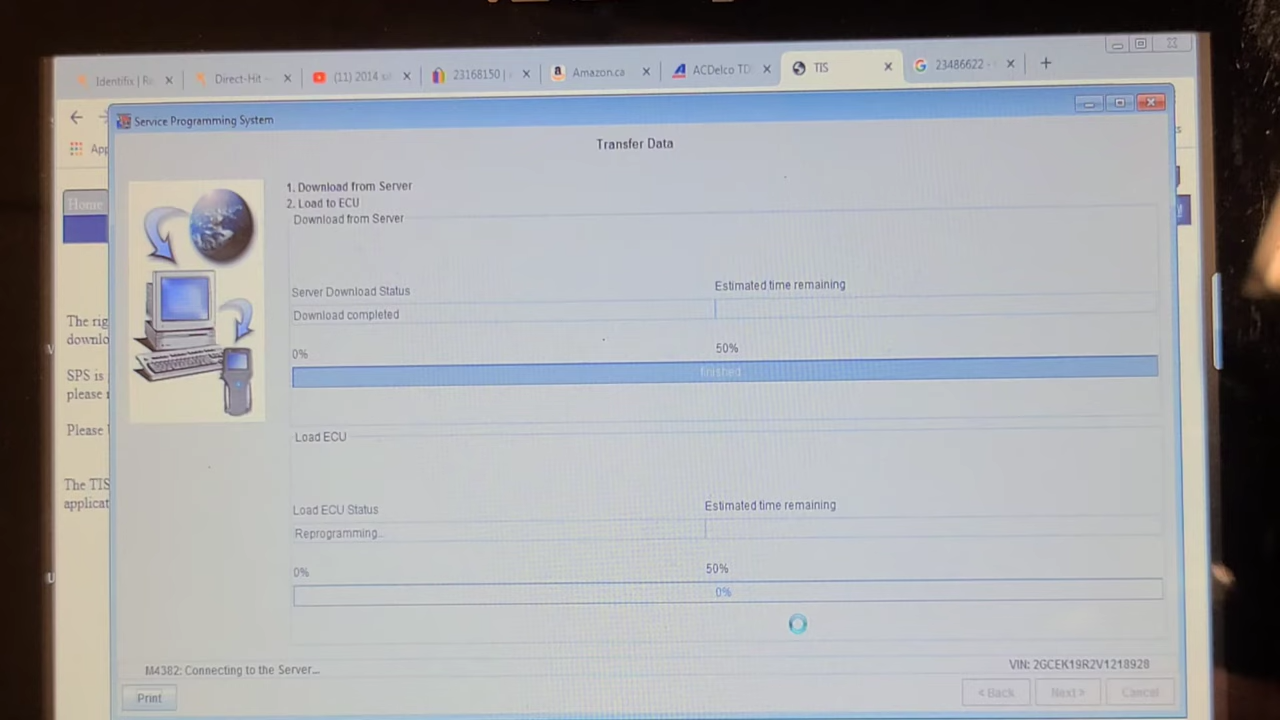 Identifix | R
Direct-Hit -
(11) 2014 si
23168150 |
Amazon.ca
ACDelco TD
TIS
23486622 -
App
Service Programming System
Home
Transfer Data
1. Download from Server
2. Load to ECU
Download from Server
Server Download Status
Estimated time remaining
Download completed
0%
50%
finished
The rig
downlo
SPS is
please
Please
The TIS
applicat
Load ECU
Load ECU Status
Estimated time remaining
Reprogramming..
0%
50%
0%
M4382: Connecting to the Server...
VIN: 2GCEK19R2V1218928
Print
< Back
Next >
Cancel